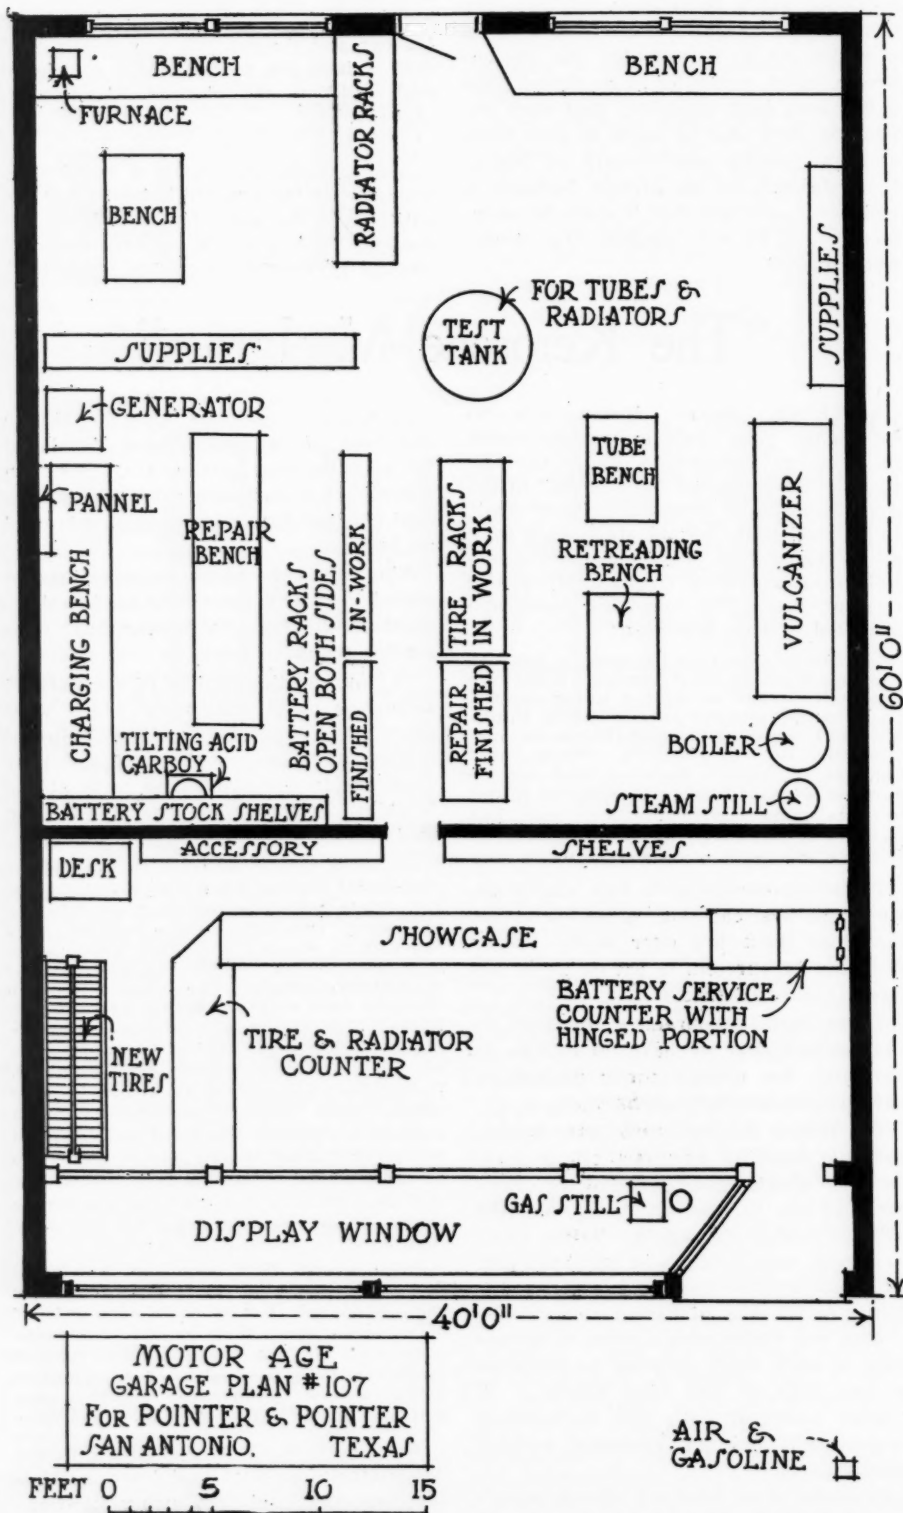 BENCH
FURNACE
RADIATOR RACKS
BENCH
BENCH
SUPPLIES
FOR TUBES &
RADIATORS
TEST
TANK
SUPPLIES
GENERATOR
PANNEL
CHARGING BENCH
REPAIR
BENCH
BATTERY RACKS
OPEN BOTH SIDES
IN-WORK
FINISHED
TIRE RACKS
IN WORK
REPAIR
FINISHED
TUBE
BENCH
RETREADING
BENCH
VULCANIZER
60'0"
TILTING ACID
CARBOY
BATTERY STOCK SHELVES
BOILER
STEAM STILL
ACCESSORY
SHELVES
DESK
SHOWCASE
BATTERY SERVICE
COUNTER WITH
HINGED PORTION
TIRE & RADIATOR
COUNTER
NEW
TIRES
GAS STILL
DISPLAY WINDOW
40'0"
MOTOR AGE
GARAGE PLAN #107
FOR POINTER & POINTER
SAN ANTONIO. TEXAS
AIR &
GASOLINE
FEET 0 5 10 15